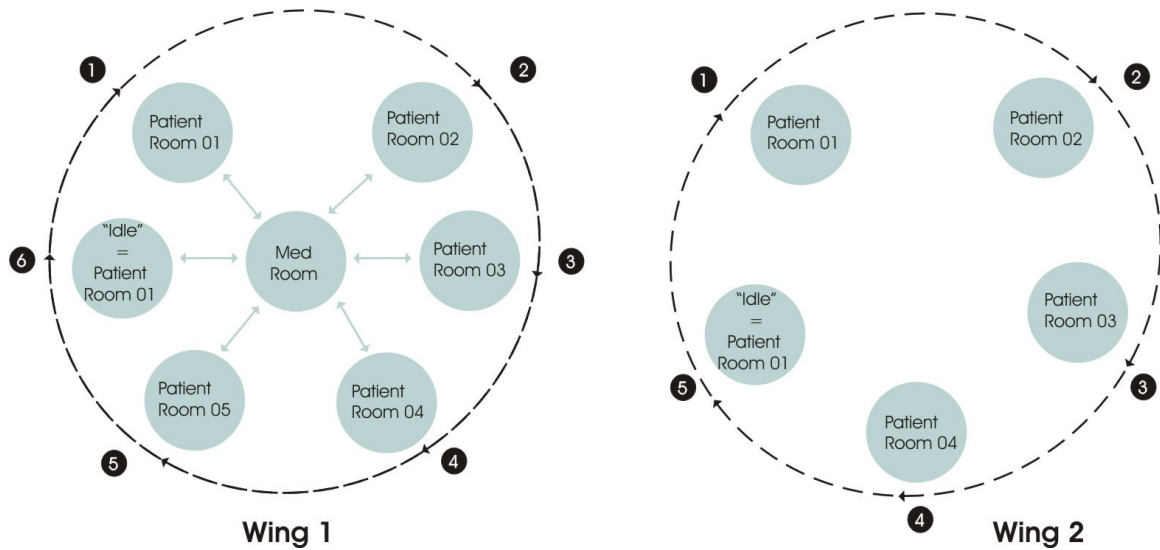 1
2
Patient
Room 01
Patient
Room 02
"Idle"
=
Patient
Room 01
Med
Room
Patient
Room 03
6
3
Patient
Room 05
Patient
Room 04
5
4
Wing 1
1
2
Patient
Room 01
Patient
Room 02
"Idle"
=
Patient
Room 01
Patient
Room 03
5
3
Patient
Room 04
4
Wing 2